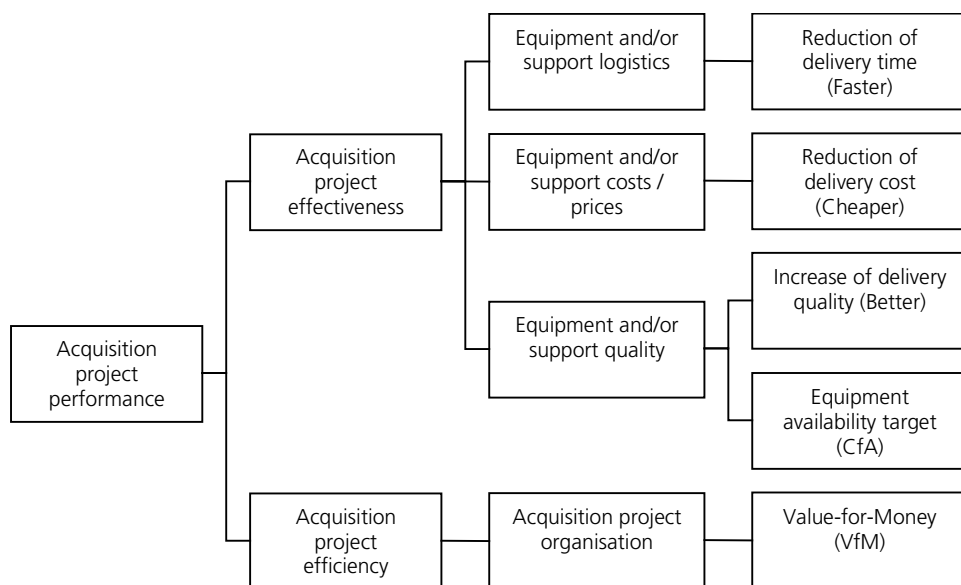 Equipment and/or
support logistics
Reduction of
delivery time
(Faster)
Acquisition
project
effectiveness
Equipment and/or
support costs /
prices
Reduction of
delivery cost
(Cheaper)
Equipment and/or
support quality
Increase of delivery
quality (Better)
Acquisition
project
performance
Equipment
availability target
(CfA)
Acquisition
project
efficiency
Acquisition project
organisation
Value-for-Money
(VfM)